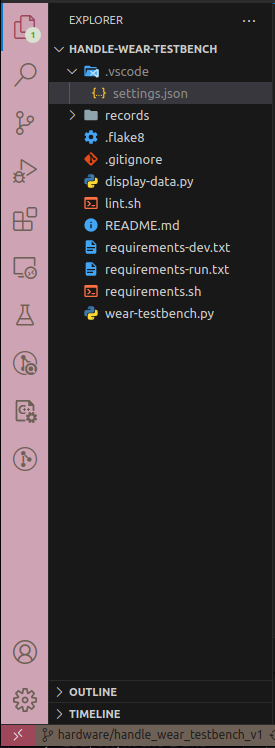 EXPLORER
1
HANDLE-WEAR-TESTBENCH
.vscode
{..} settings.json
records
.flake8
.gitignore
display-data.py
lint.sh
README.md
requirements-dev.txt
requirements-run.txt
requirements.sh
wear-testbench.py
OUTLINE
TIMELINE
hardware/handle_wear_testbench_v1